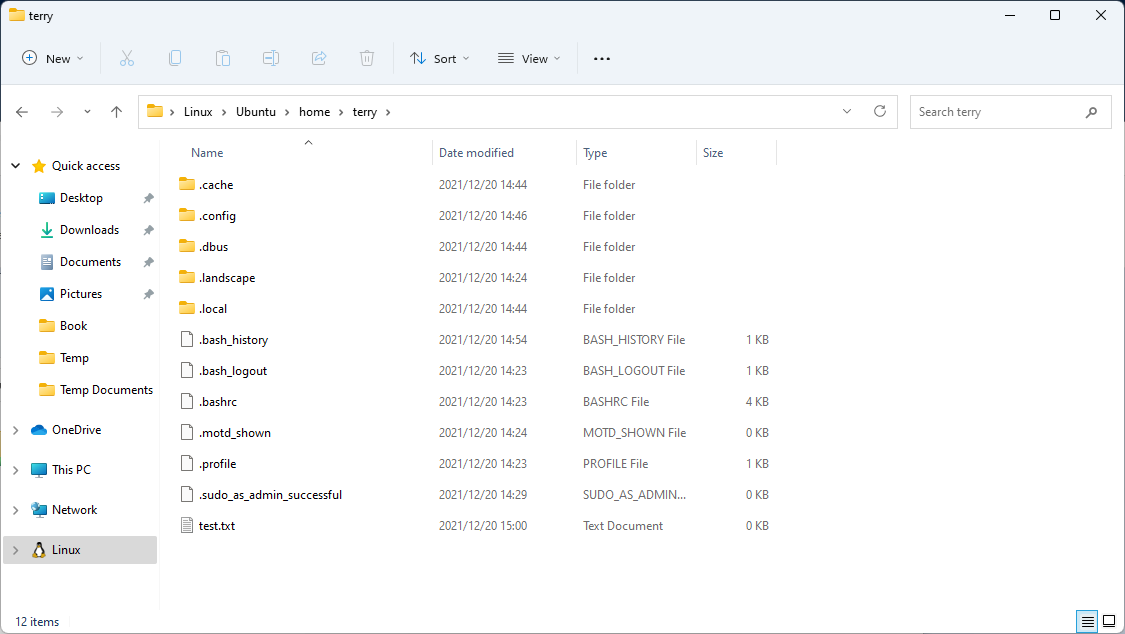 terry
New
Sort
View
Linux Ubuntu home terry
Search terry
Name Date modified Type Size
Quick access
Desktop
Downloads
Documents
Pictures
Book
Temp
Temp Documents
OneDrive
This PC
Network
Linux
.cache 2021/12/20 14:44 File folder
.config 2021/12/20 14:46 File folder
.dbus 2021/12/20 14:44 File folder
.landscape 2021/12/20 14:24 File folder
.local 2021/12/20 14:44 File folder
.bash_history 2021/12/20 14:54 BASH_HISTORY File 1 KB
.bash_logout 2021/12/20 14:23 BASH_LOGOUT File 1 KB
.bashrc 2021/12/20 14:23 BASHRC File 4 KB
.motd_shown 2021/12/20 14:24 MOTD_SHOWN File 0 KB
.profile 2021/12/20 14:23 PROFILE File 1 KB
.sudo_as_admin_successful 2021/12/20 14:29 SUDO_AS_ADMIN... 0 KB
test.txt 2021/12/20 15:00 Text Document 0 KB
12 items